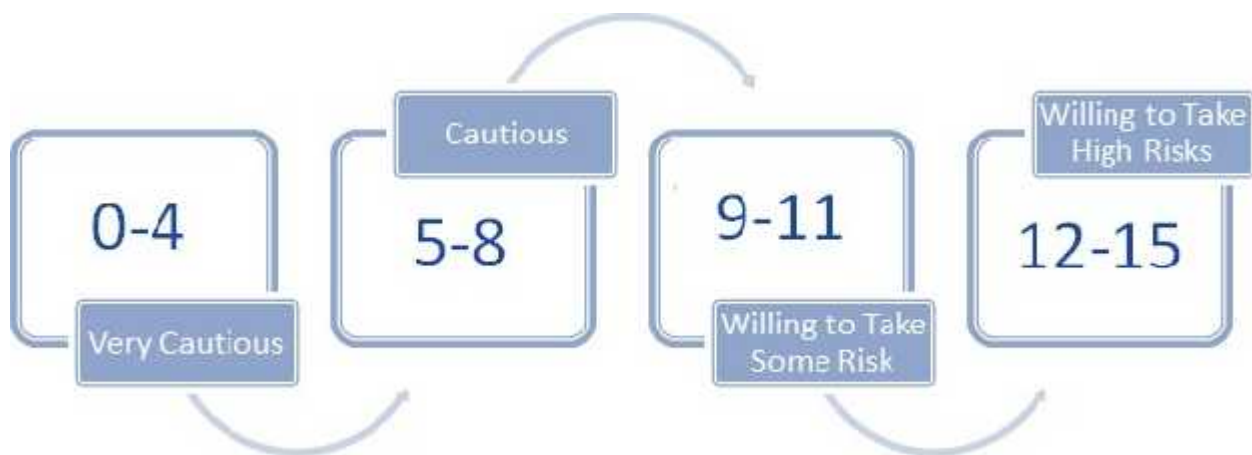 0-4
Very Cautious
Cautious
5-8
9-11
Willing to Take
Some Risk
Willing to Take
High Risks
12-15